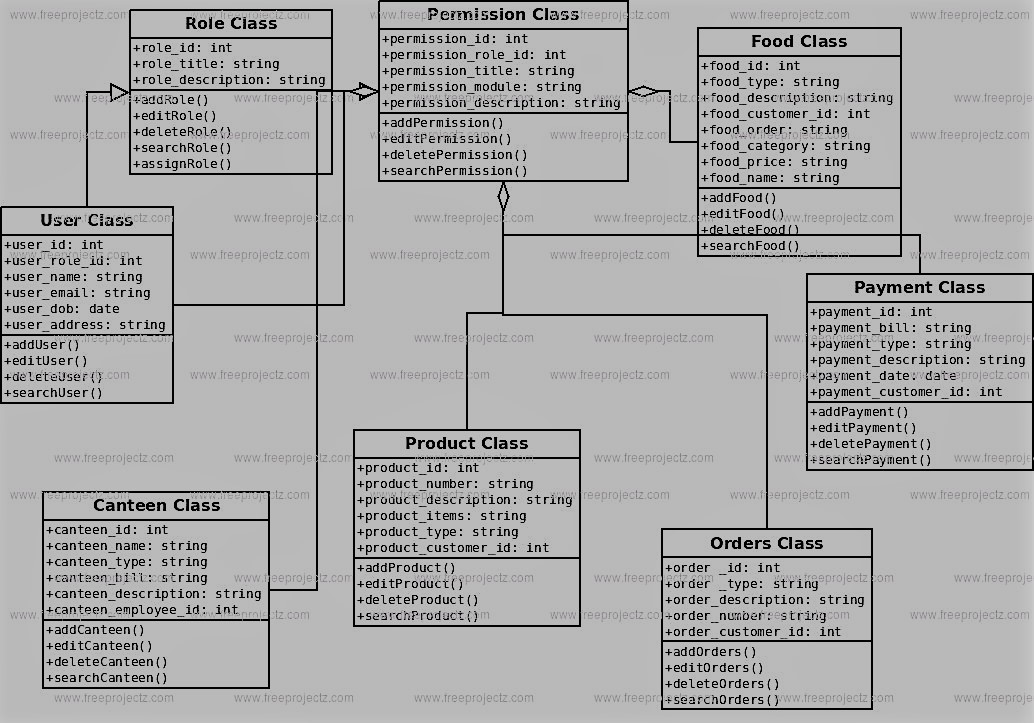 Role Class
+role_id: int
+role_title: string
+role_description: string
+addRole()
+editRole()
+deleteRole()
+searchRole()
+assignRole()
Permission Class
+permission_id: int
+permission_role_id: int
+permission_title: string
+permission_module: string
+permission_description: string
+addPermission()
+editPermission()
+deletePermission()
+searchPermission()
Food Class
+food_id: int
+food_type: string
+food_description: string
+food_customer_id: int
+food_order: string
+food_category: string
+food_price: string
+food_name: string
+addFood()
+editFood()
+deleteFood()
+searchFood()
User Class
+user_id: int
+user_role_id: int
+user_name: string
+user_email: string
+user_dob: date
+user_address: string
+addUser()
+editUser()
+deleteUser()
+searchUser()
Payment Class
+payment_id: int
+payment_bill: string
+payment_type: string
+payment_description: string
+payment_date: date
+payment_customer_id: int
+addPayment()
+editPayment()
+deletePayment()
+searchPayment()
Product Class
+product_id: int
+product_number: string
+product_description: string
+product_items: string
+product_type: string
+product_customer_id: int
+addProduct()
+editProduct()
+deleteProduct()
+searchProduct()
Canteen Class
+canteen_id: int
+canteen_name: string
+canteen_type: string
+canteen_bill: string
+canteen_description: string
+canteen_employee_id: int
+addCanteen()
+editCanteen()
+deleteCanteen()
+searchCanteen()
Orders Class
+order _id: int
+order _type: string
+order_description: string
+order_number: string
+order_customer_id: int
+addOrders()
+editOrders()
+deleteOrders()
+searchOrders()
www.freeprojectz.com